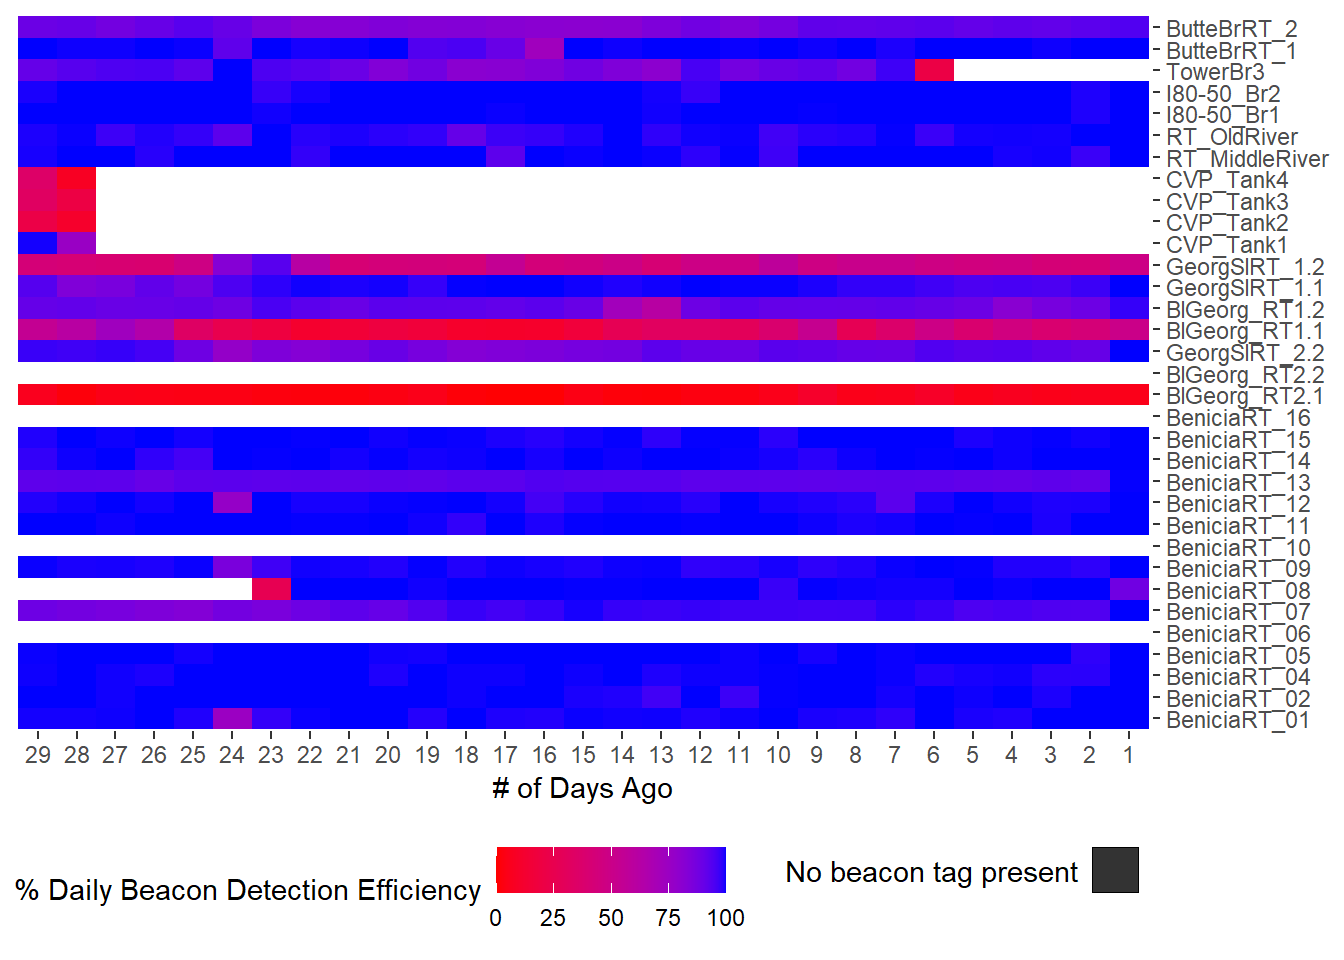 ButteBrRT_2
ButteBrRT_1
TowerBr3
I80-50_Br2
I80-50_Br1
RT_OldRiver
RT_MiddleRiver
CVP_Tank4
CVP_Tank3
CVP_Tank2
CVP_Tank1
GeorgSlRT_1.2
GeorgSlRT_1.1
BlGeorg_RT1.2
BlGeorg_RT1.1
GeorgSlRT_2.2
BlGeorg_RT2.2
BlGeorg_RT2.1
BeniciaRT_16
BeniciaRT_15
BeniciaRT_14
BeniciaRT_13
BeniciaRT_12
BeniciaRT_11
BeniciaRT_10
BeniciaRT_09
BeniciaRT_08
BeniciaRT_07
BeniciaRT_06
BeniciaRT_05
BeniciaRT_04
BeniciaRT_02
BeniciaRT_01
29 28 27 26 25 24 23 22 21 20 19 18 17 16 15 14 13 12 11 10 9 8 7 6 5 4 3 2 1
# of Days Ago
% Daily Beacon Detection Efficiency
0 25 50 75 100
No beacon tag present